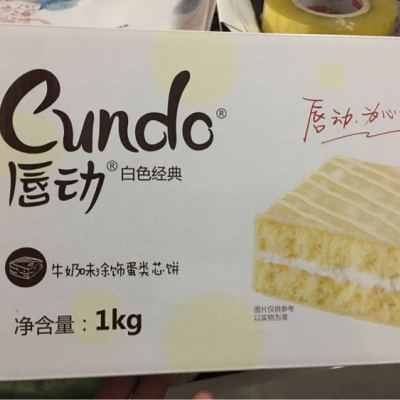 Cundo®
唇动®白色经典
唇动.为心
牛奶味涂饰蛋类芯饼
净含量：1kg
图片仅供参考
以实物为准